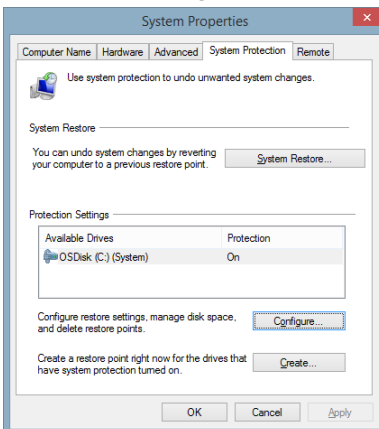 System Properties
Computer Name
Hardware
Advanced
System Protection
Remote
Use system protection to undo unwanted system changes.
System Restore
You can undo system changes by reverting
your computer to a previous restore point.
System Restore...
Protection Settings
Available Drives
Protection
OSDisk (C:) (System)
On
Configure restore settings, manage disk space,
and delete restore points.
Configure...
Create a restore point right now for the drives that
have system protection turned on.
Create...
OK
Cancel
Apply